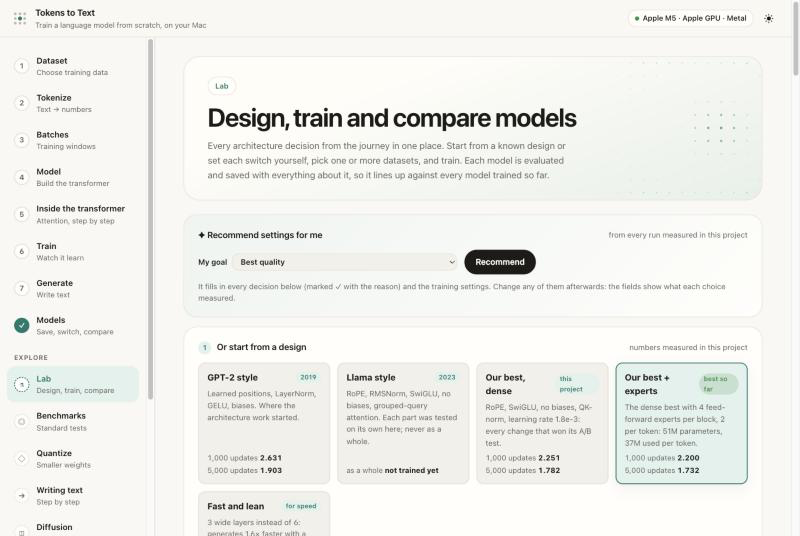 Tokens to Text
Train a language model from scratch, on your Mac
Apple M5 · Apple GPU · Metal
1
Dataset
Choose training data
2
Tokenize
Text → numbers
3
Batches
Training windows
4
Model
Build the transformer
5
Inside the transformer
Attention, step by step
6
Train
Watch it learn
7
Generate
Write text
Models
Save, switch, compare
EXPLORE
Lab
Design, train, compare
Benchmarks
Standard tests
Quantize
Smaller weights
Writing text
Step by step
Diffusion
Lab
Design, train and compare models
Every architecture decision from the journey in one place. Start from a known design or
set each switch yourself, pick one or more datasets, and train. Each model is evaluated
and saved with everything about it, so it lines up against every model trained so far.
✦ Recommend settings for me
from every run measured in this project
My goal
Best quality
Recommend
It fills in every decision below (marked ✓ with the reason) and the training settings. Change any of them afterwards: the fields show what each choice
measured.
1
Or start from a design
numbers measured in this project
GPT-2 style
2019
Learned positions, LayerNorm,
GELU, biases. Where the
architecture work started.
1,000 updates 2.631
5,000 updates 1.903
Llama style
2023
RoPE, RMSNorm, SwiGLU, no
biases, grouped-query
attention. Each part was tested
on its own here; never as a
whole.
as a whole not trained yet
Our best,
dense
this
project
RoPE, SwiGLU, no biases, QK-
norm, learning rate 1.8e-3:
every change that won its A/B
test.
1,000 updates 2.251
5,000 updates 1.782
Our best +
experts
best so
far
The dense best with 4 feed-
forward experts per block, 2
per token: 51M parameters,
37M used per token.
1,000 updates 2.200
5,000 updates 1.732
Fast and lean
for speed
3 wide layers instead of 6:
generates 1.6x faster with a